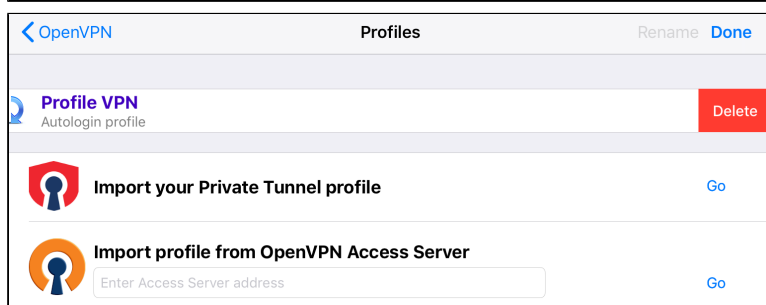 OpenVPN
Profiles
Rename
Done
Profile VPN
Autologin profile
Delete
Import your Private Tunnel profile
Go
Import profile from OpenVPN Access Server
Enter Access Server address
Go